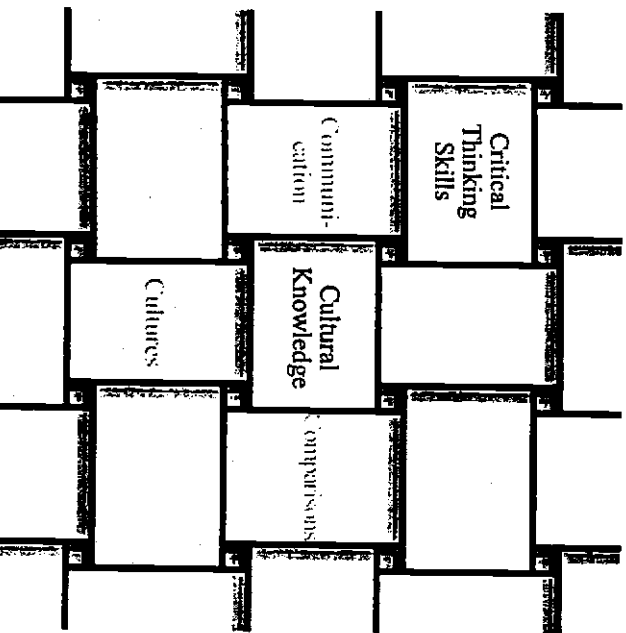 Critical
Thinking
Skills
Communi-
cation
Cultural
Knowledge
Comparisons
Cultures